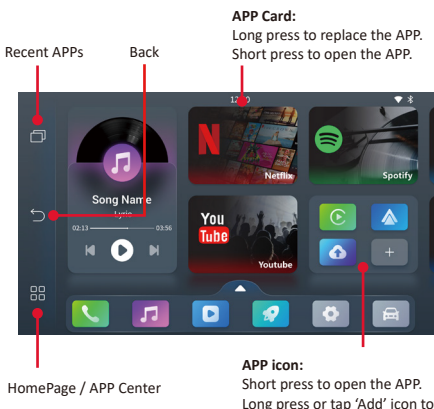 APP Card:
Long press to replace the APP.
Short press to open the APP.
Recent APPs
Back
Netflix
Spotify
Song Name
Lyric
02:13
03:56
You
Tube
Youtube
HomePage / APP Center
APP icon:
Short press to open the APP.
Long press or tap ‘Add’ icon to